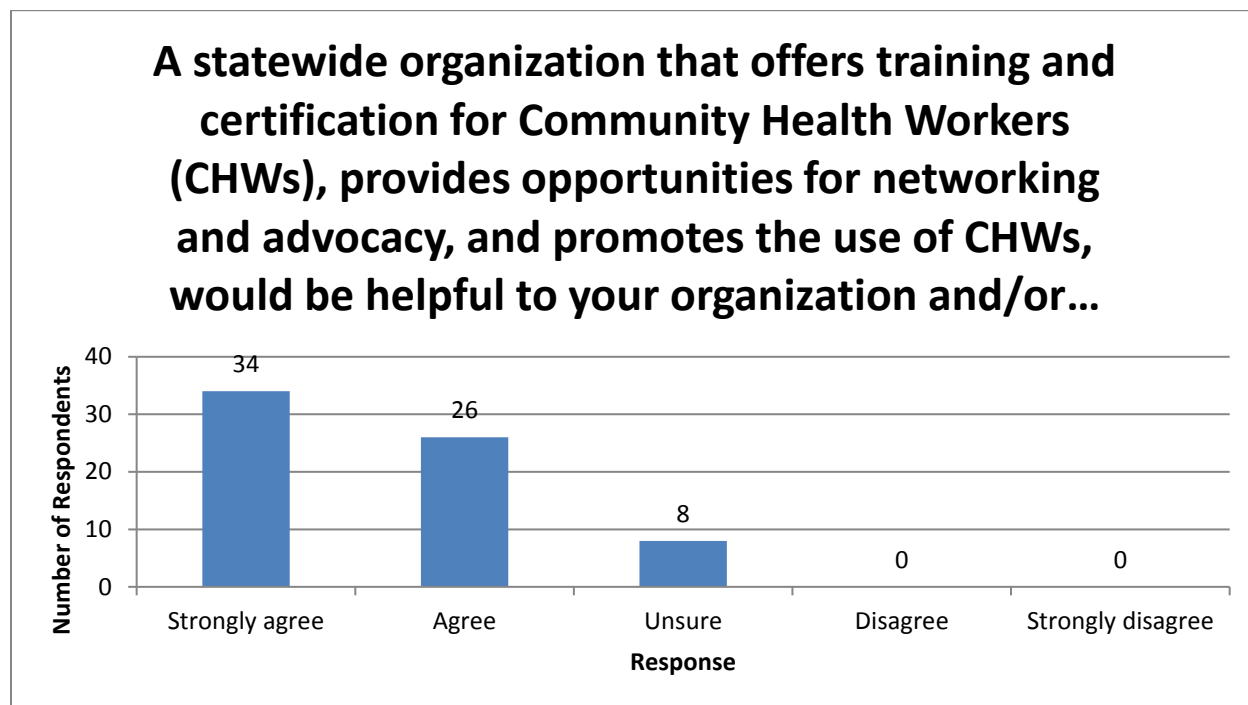 A statewide organization that offers training and
certification for Community Health Workers
(CHWs), provides opportunities for networking
and advocacy, and promotes the use of CHWs,
would be helpful to your organization and/or…
Number of Respondents
40
30
20
10
0
34
26
8
0
0
Strongly agree
Agree
Unsure
Disagree
Strongly disagree
Response